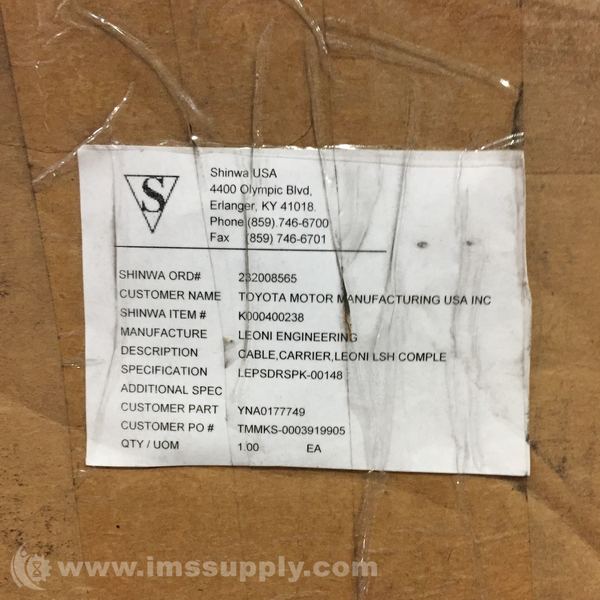 S
Shinwa USA
4400 Olympic Blvd,
Erlanger, KY 41018.
Phone (859).746-6700
Fax (859) 746-6701
SHINWA ORD# 232008565
CUSTOMER NAME TOYOTA MOTOR MANUFACTURING USA INC
SHINWA ITEM # K000400238
MANUFACTURE LEONI ENGINEERING
DESCRIPTION CABLE,CARRIER,LEONI LSH COMPLE
SPECIFICATION LEPSDRSPK-00148
ADDITIONAL SPEC
CUSTOMER PART YNA0177749
CUSTOMER PO # TMMKS-0003919905
QTY / UOM 1.00 EA
www.imssupply.com